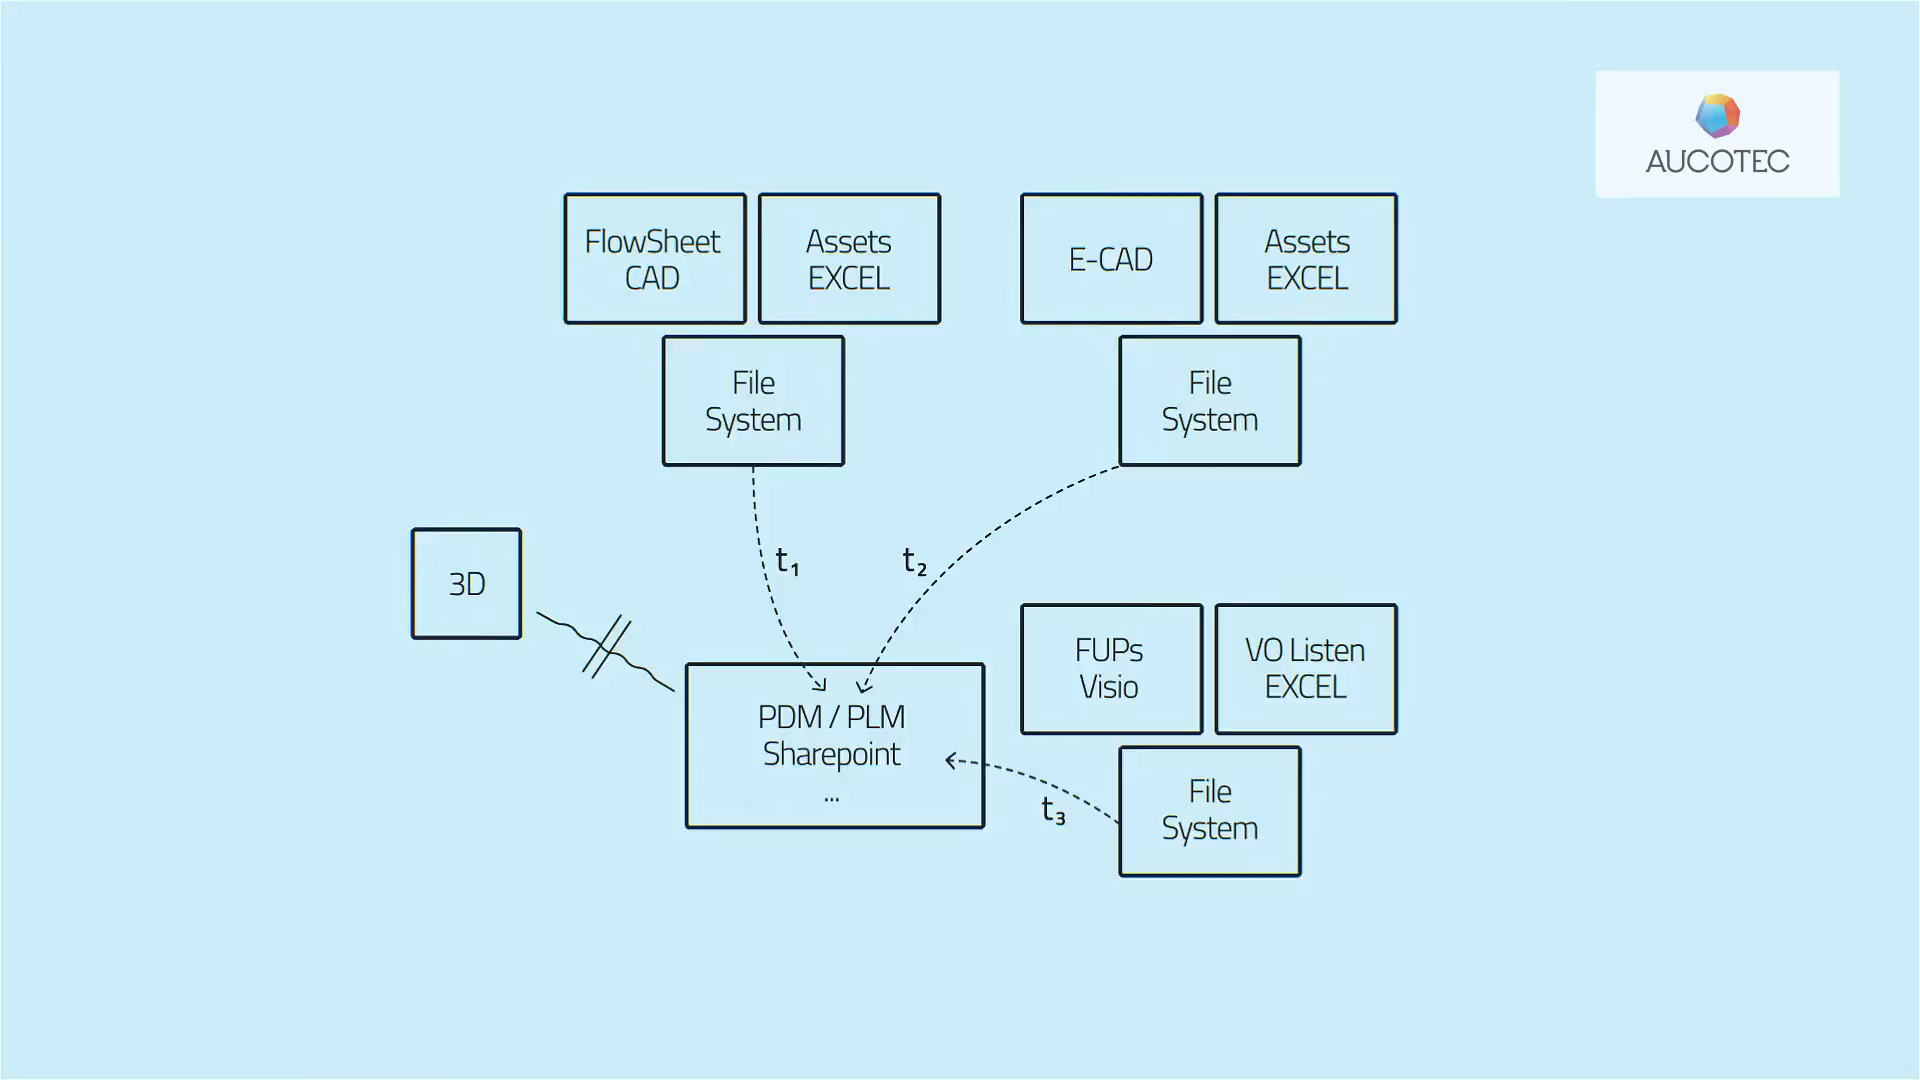 AUCOTEC
FlowSheet
CAD
Assets
EXCEL
E-CAD
Assets
EXCEL
File
System
File
System
t₁
t₂
3D
FUPs
Visio
VO Listen
EXCEL
PDM / PLM
Sharepoint
...
t₃
File
System